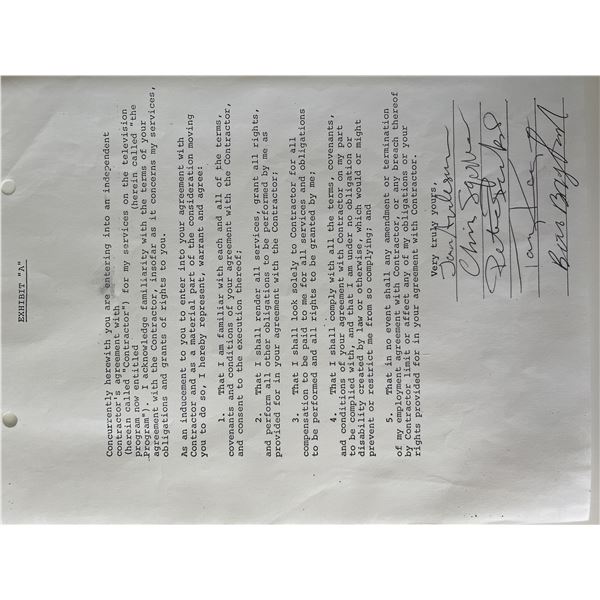 EXHIBIT "A"
Concurrently herewith you are entering into an independent
contractor's agreement with
(herein called "Contractor") for my services on the television
program now entitled (herein called "the
Program"). I acknowledge familiarity with the terms of your
agreement with the Contractor, insofar as it concerns my services,
obligations and grants of rights to you.
As an inducement to you to enter into your agreement with
Contractor and as a material part of the consideration moving
you to do so, I hereby represent, warrant and agree:
1. That I am familiar with each and all of the terms,
covenants and conditions of your agreement with the Contractor,
and consent to the execution thereof;
2. That I shall render all services, grant all rights,
and perform all other obligations to be performed by me as
provided for in your agreement with the Contractor;
3. That I shall look solely to Contractor for all
compensation to be paid to me for all services and obligations
to be performed and all rights to be granted by me;
4. That I shall comply with all the terms, covenants,
and conditions of your agreement with Contractor on my part
to be complied with, and that I am under no obligation or
disability created by law or otherwise, which would or might
prevent or restrict me from so complying; and
5. That in no event shall any amendment or termination
of my employment agreement with Contractor, or any breach thereof
by Contractor limit or affect any of my obligations or your
rights provided for in your agreement with Contractor.
Very truly yours,
Jon Anderson
Chris Squire